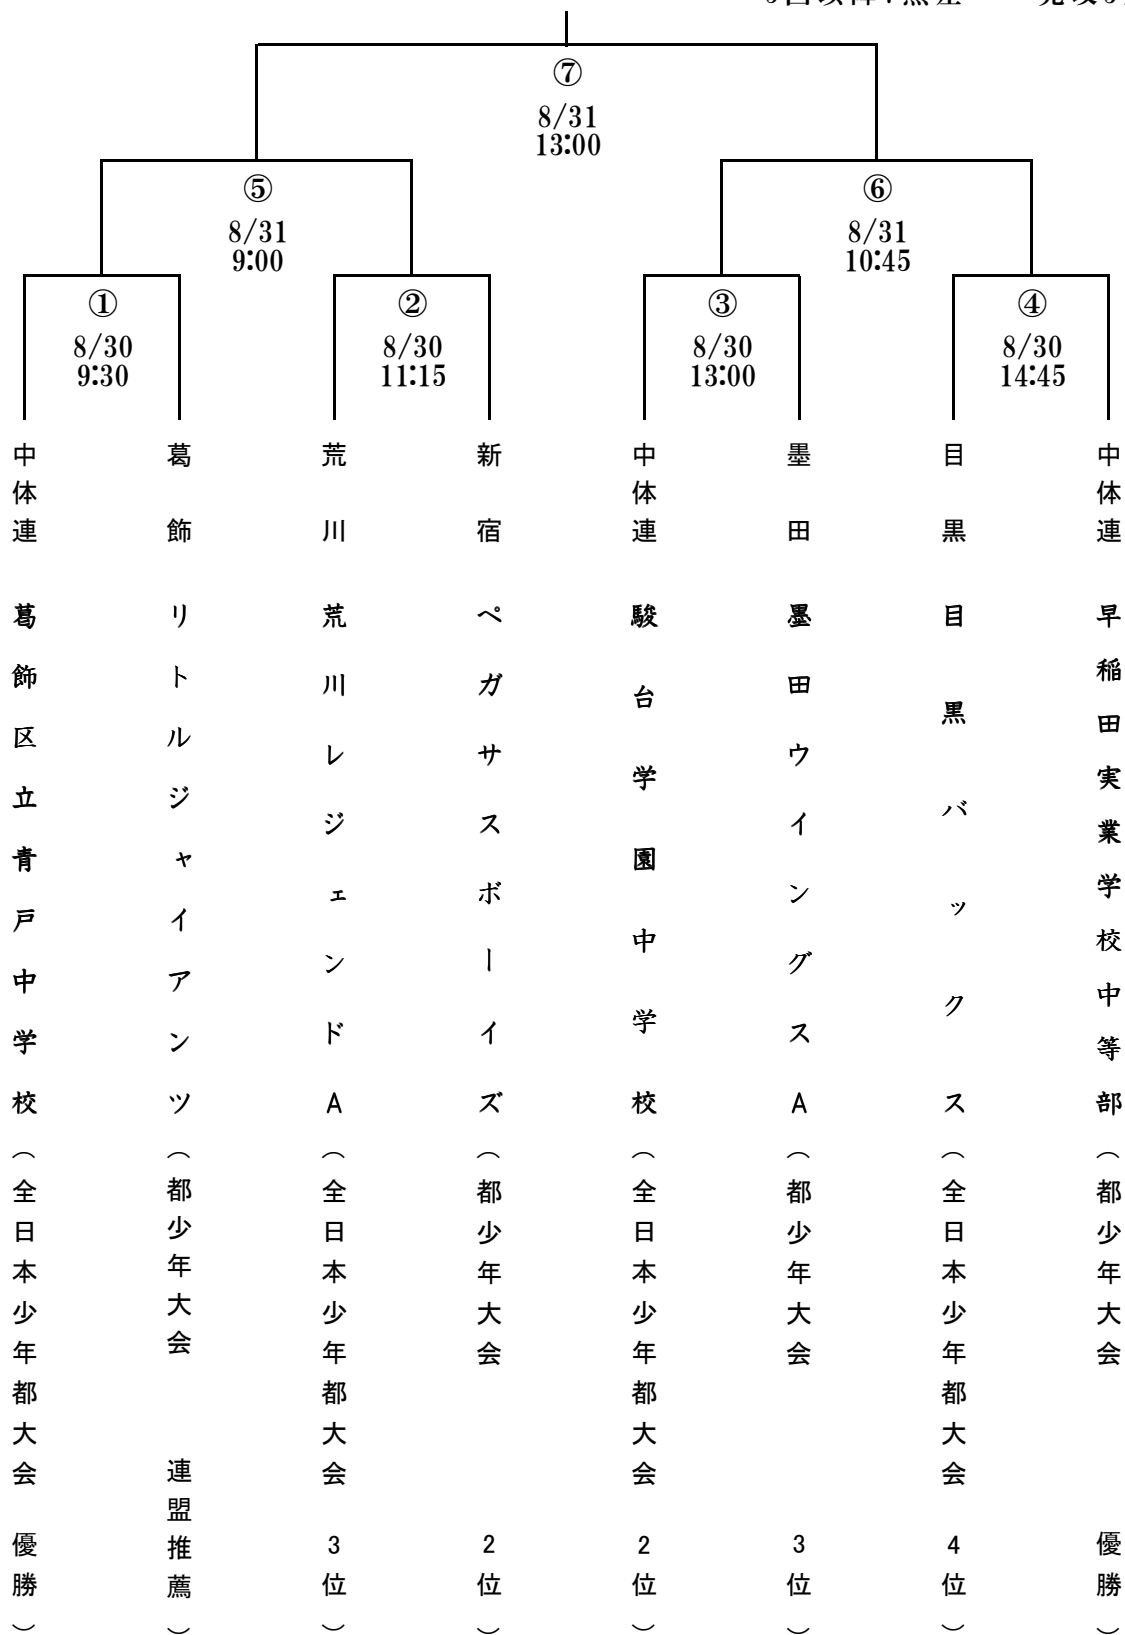 ⑦
8/31
13:00
⑤
8/31
9:00
⑥
8/31
10:45
①
8/30
9:30
②
8/30
11:15
③
8/30
13:00
④
8/30
14:45
中体連 葛飾区立青戸中学校（全日本少年都大会 優勝）
葛飾 リトルジャイアンツ（都少年大会 連盟推薦）
荒川 荒川レジェンドA（全日本少年都大会 3位）
新宿 ペガサスボーイズ（都少年大会 2位）
中体連 駿台学園中学校（全日本少年都大会 2位）
墨田 墨田ウイングスA（都少年大会 3位）
目黒 目黒バックス（全日本少年都大会 4位）
中体連 早稲田実業学校中等部（都少年大会 優勝）